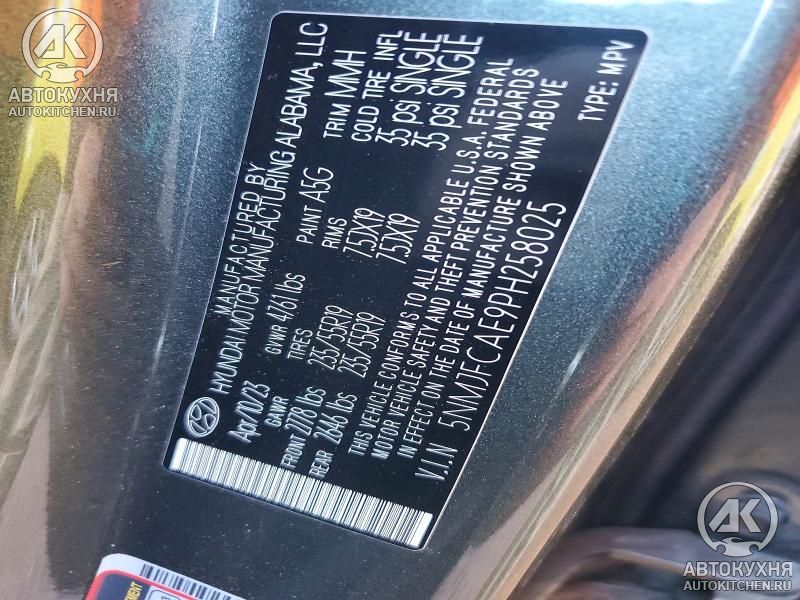 АК
АВТОКУХНЯ
AUTOKITCHEN.RU
MANUFACTURED BY
HYUNDAI MOTOR MANUFACTURING ALABAMA, LLC
Apr/10/23 GVWR 4761 lbs PAINT A5G TRIM MMH
GAWR TIRES RIMS COLD TIRE INFL
FRONT 2778 lbs 235/55R19 7.5JX19 35 psi SINGLE
REAR 2646 lbs 235/55R19 7.5JX19 35 psi SINGLE
THIS VEHICLE CONFORMS TO ALL APPLICABLE U.S.A. FEDERAL
MOTOR VEHICLE SAFETY AND THEFT PREVENTION STANDARDS
IN EFFECT ON THE DATE OF MANUFACTURE SHOWN ABOVE
V.I.N 5NMJFCAE9PH258025
TYPE: MPV
АК
АВТОКУХНЯ
AUTOKITCHEN.RU